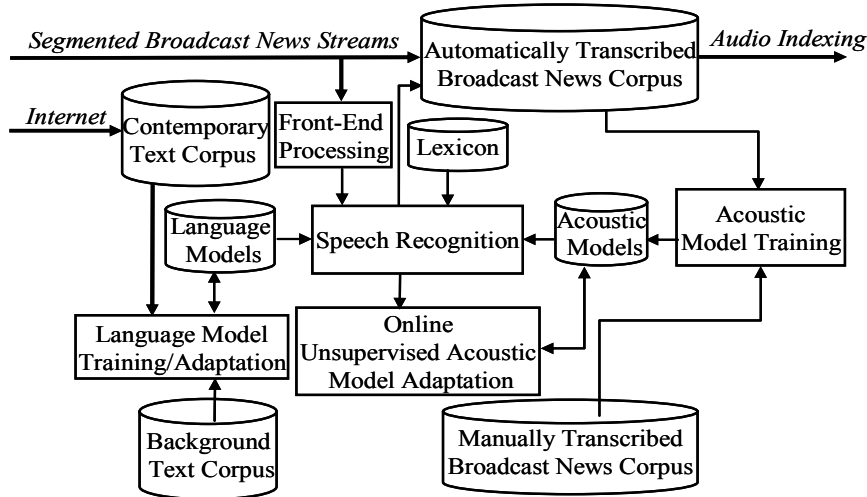 Segmented Broadcast News Streams
Automatically Transcribed
Broadcast News Corpus
Audio Indexing
Internet
Contemporary
Text Corpus
Front-End
Processing
Lexicon
Language
Models
Speech Recognition
Acoustic
Models
Acoustic
Model Training
Language Model
Training/Adaptation
Online
Unsupervised Acoustic
Model Adaptation
Background
Text Corpus
Manually Transcribed
Broadcast News Corpus